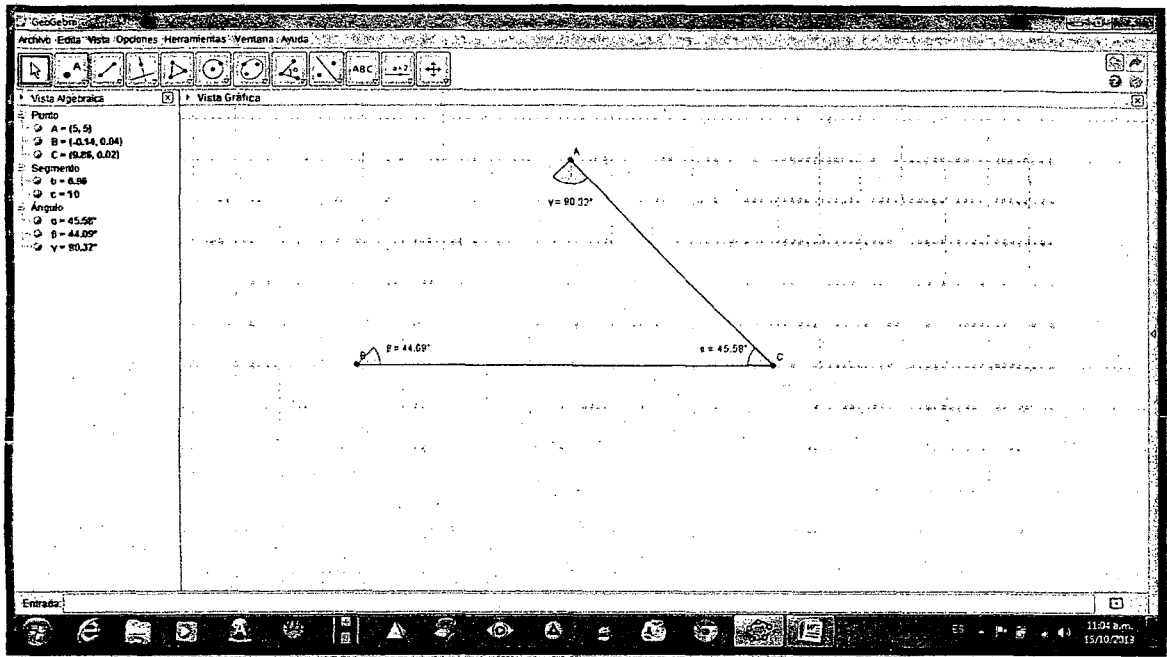 GeoGebra
Archivo Edita Vista Opciones Herramientas Ventana Ayuda
A
ABC
a=2
Vista Algebraica
Vista Gráfica
Punto
A = (5, 5)
B = (-0.14, 0.04)
C = (9.86, 0.02)
Segmento
b = 6.96
c = 10
Ángulo
α = 45.58°
β = 44.09°
γ = 90.32°
A
γ = 90.32°
B
β = 44.09°
α = 45.58°
C
Entrada:
ES
11:04 a.m.
15/10/2013